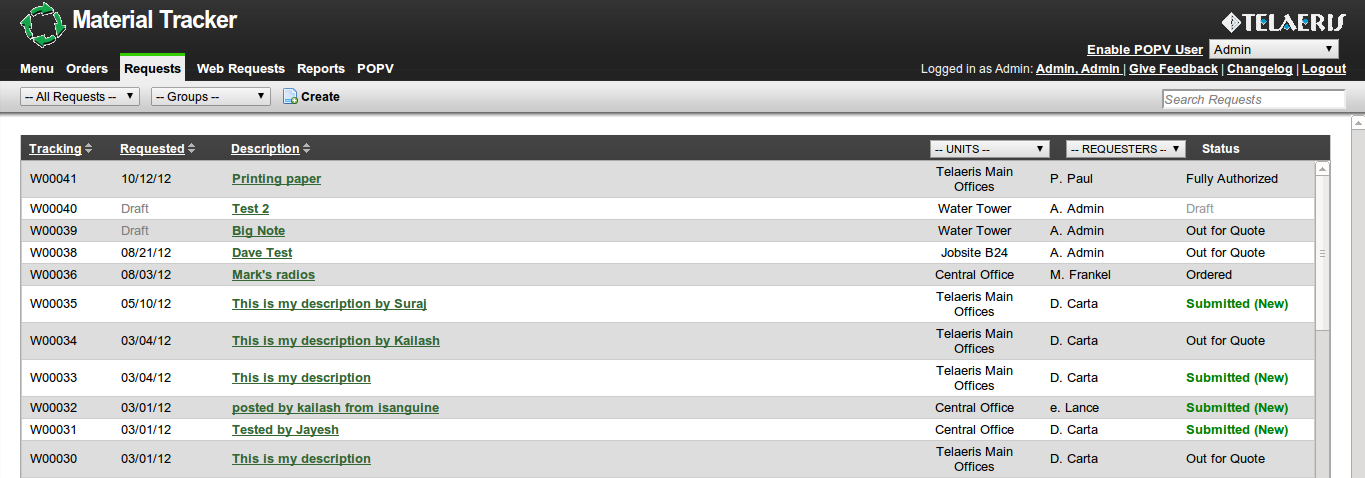 Material Tracker
TELAERIS
Enable POPV User Admin
Menu Orders Requests Web Requests Reports POPV
Logged in as Admin: Admin, Admin | Give Feedback | Changelog | Logout
-- All Requests -- -- Groups -- Create Search Requests
Tracking Requested Description -- UNITS -- -- REQUESTERS -- Status
W00041 10/12/12 Printing paper Telaeris Main Offices P. Paul Fully Authorized
W00040 Draft Test 2 Water Tower A. Admin Draft
W00039 Draft Big Note Water Tower A. Admin Out for Quote
W00038 08/21/12 Dave Test Jobsite B24 A. Admin Out for Quote
W00036 08/03/12 Mark's radios Central Office M. Frankel Ordered
W00035 05/10/12 This is my description by Suraj Telaeris Main Offices D. Carta Submitted (New)
W00034 03/04/12 This is my description by Kailash Telaeris Main Offices D. Carta Out for Quote
W00033 03/04/12 This is my description Telaeris Main Offices D. Carta Submitted (New)
W00032 03/01/12 posted by kailash from isanguine Central Office e. Lance Submitted (New)
W00031 03/01/12 Tested by Jayesh Central Office D. Carta Submitted (New)
W00030 03/01/12 This is my description Telaeris Main Offices D. Carta Out for Quote